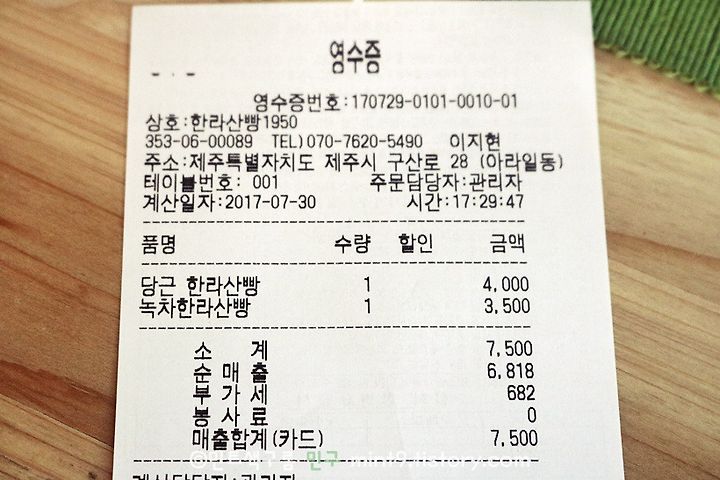 영수증
영수증번호:170729-0101-0010-01
상호:한라산빵1950
353-06-00089 TEL)070-7620-5490 이지현
주소:제주특별자치도 제주시 구산로 28 (아라일동)
테이블번호: 001 주문담당자:관리자
계산일자:2017-07-30 시간:17:29:47
품명 수량 할인 금액
당근 한라산빵 1 4,000
녹차한라산빵 1 3,500
소 계 7,500
순 매 출 6,818
부 가 세 682
봉 사 료 0
매출합계(카드) 7,500
민구